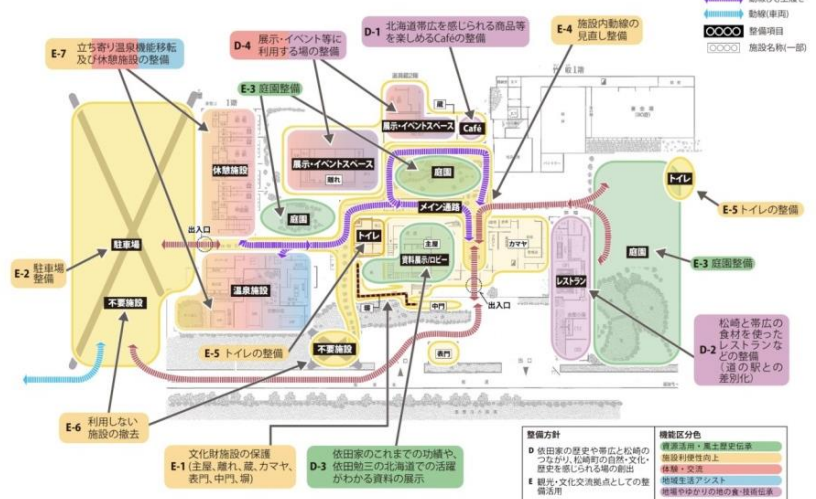 動線(車両)
整備項目
施設名称(一部)
E-7 立ち寄り温泉機能移転
及び休憩施設の整備
D-4 展示・イベント等に
利用する場の整備
D-1 北海道帯広を感じられる商品等
を楽しめるCaféの整備
E-4 施設内動線の
見直し整備
E-3 庭園整備
1階
蔵
展示・イベントスペース
Café
休憩施設
展示・イベントスペース
離れ
庭園
トイレ
E-5 トイレの整備
庭園
メイン通路
出入口
駐車場
トイレ
主屋
資料展示/ロビー
カマヤ
庭園
E-3 庭園整備
E-2 駐車場
整備
温泉施設
レストラン
不要施設
塀
中門
出入口
E-5 トイレの整備
不要施設
表門
D-2 松崎と帯広の
食材を使った
レストランな
どの整備
(道の駅との
差別化)
E-6 利用しない
施設の撤去
文化財施設の保護
E-1 (主屋、離れ、蔵、カマヤ、
表門、中門、塀)
D-3 依田家のこれまでの功績や、
依田勉三の北海道での活躍
がわかる資料の展示
整備方針
D 依田家の歴史や帯広と松崎の
つながり、松崎町の自然・文化・
歴史を感じられる場の創出
E 観光・文化交流拠点としての整
備活用
機能区分色
資源活用・風土歴史伝承
施設利便性向上
体験・交流
地域生活アシスト
地場やゆかりの地の食・技術伝承